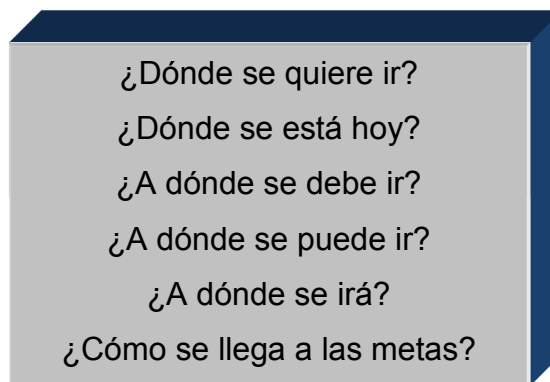 ¿Dónde se quiere ir?
¿Dónde se está hoy?
¿A dónde se debe ir?
¿A dónde se puede ir?
¿A dónde se irá?
¿Cómo se llega a las metas?